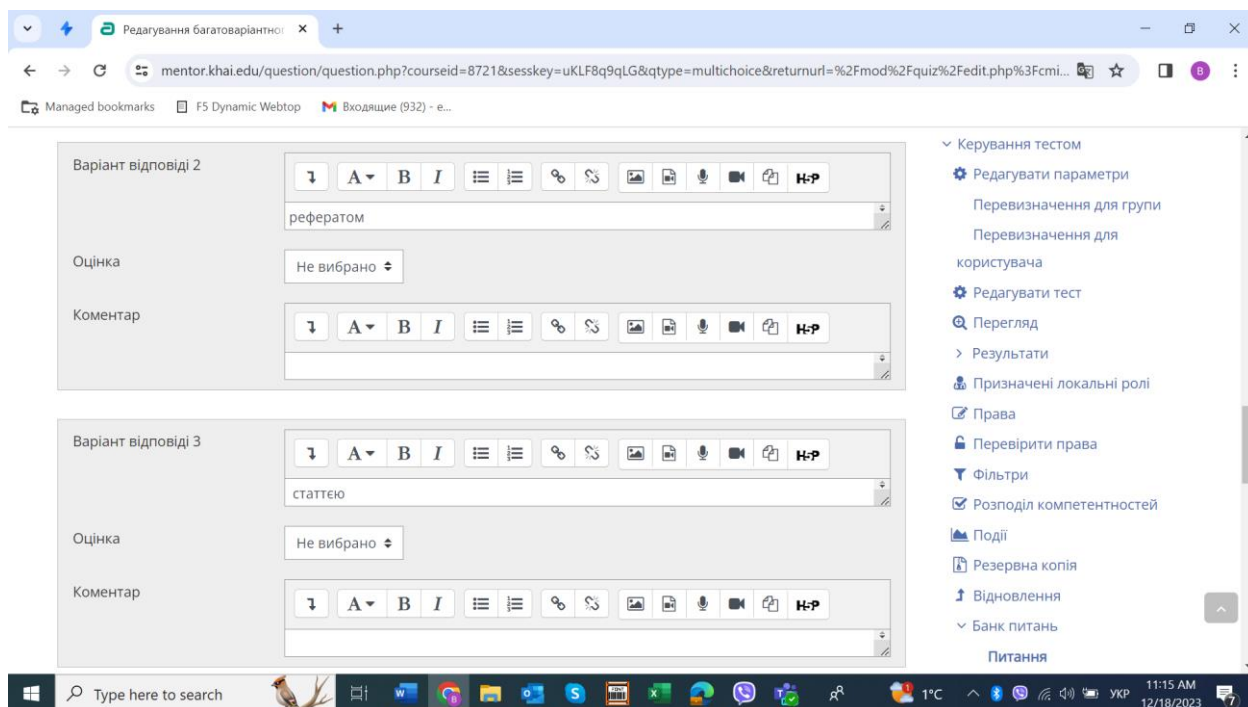 Редагування багатоваріантног
mentor.khai.edu/question/question.php?courseid=8721&sesskey=uKLF8q9qLG&qtype=multichoice&returnurl=%2Fmod%2Fquiz%2Fedit.php%3Fcmi...
B
Managed bookmarks F5 Dynamic Webtop Входящие (932) - e...
Варіант відповіді 2
A B I H-P
рефератом
Оцінка
Не вибрано
Коментар
A B I H-P
Варіант відповіді 3
A B I H-P
статтєю
Оцінка
Не вибрано
Коментар
A B I H-P
Керування тестом
Редагувати параметри
Перевизначення для групи
Перевизначення для
користувача
Редагувати тест
Перегляд
Результати
Призначені локальні ролі
Права
Перевірити права
Фільтри
Розподіл компетентностей
Події
Резервна копія
Відновлення
Банк питань
Питання
Type here to search
1°C
УКР
11:15 AM
12/18/2023